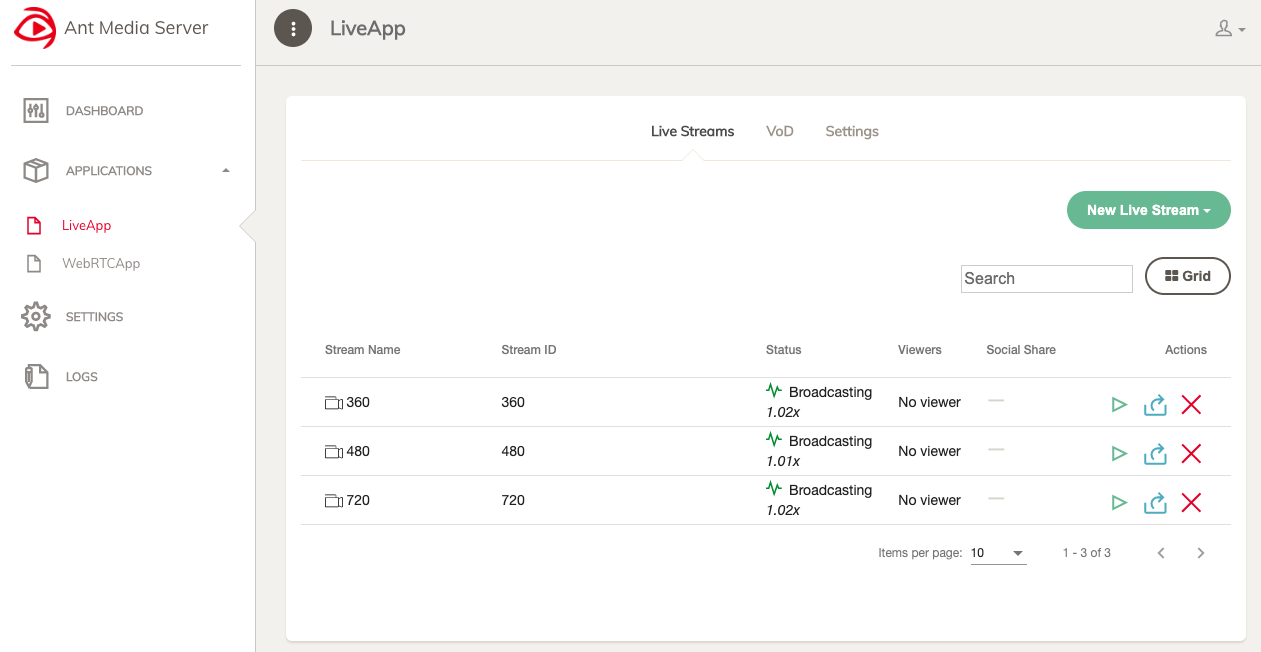 Ant Media Server
LiveApp
DASHBOARD
APPLICATIONS
LiveApp
WebRTCApp
SETTINGS
LOGS
Live Streams VoD Settings
New Live Stream
Search Grid
Stream Name Stream ID Status Viewers Social Share Actions
360 360 Broadcasting No viewer
1.02x
480 480 Broadcasting No viewer
1.01x
720 720 Broadcasting No viewer
1.02x
Items per page: 10 1 - 3 of 3